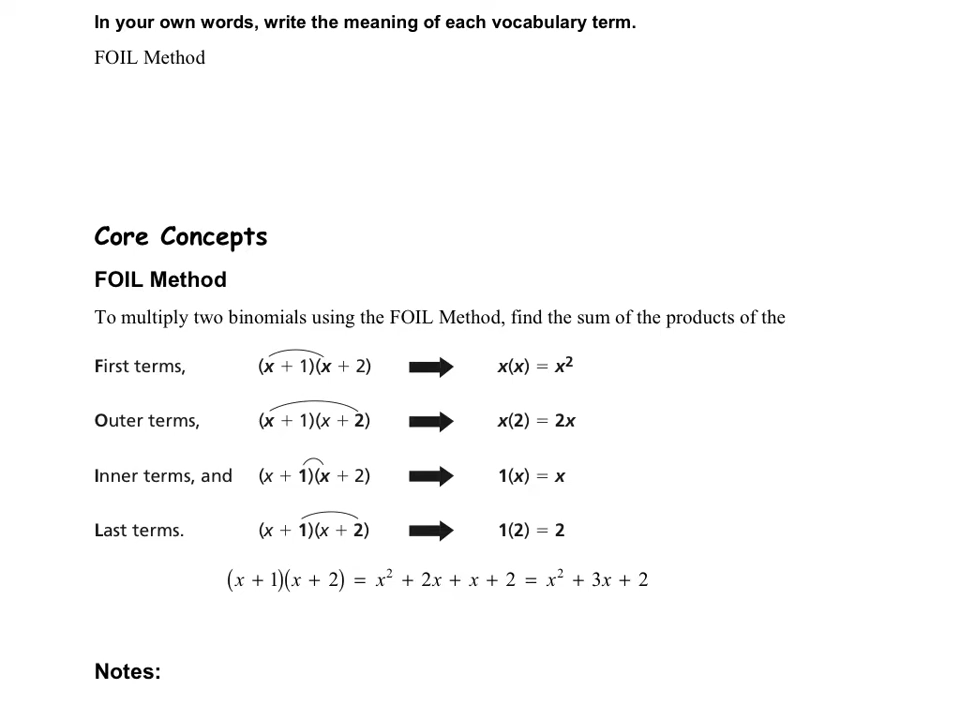 In your own words, write the meaning of each vocabulary term.
FOIL Method
Core Concepts
FOIL Method
To multiply two binomials using the FOIL Method, find the sum of the products of the
First terms, (x + 1)(x + 2) x(x) = x²
Outer terms, (x + 1)(x + 2) x(2) = 2x
Inner terms, and (x + 1)(x + 2) 1(x) = x
Last terms. (x + 1)(x + 2) 1(2) = 2
(x + 1)(x + 2) = x² + 2x + x + 2 = x² + 3x + 2
Notes: